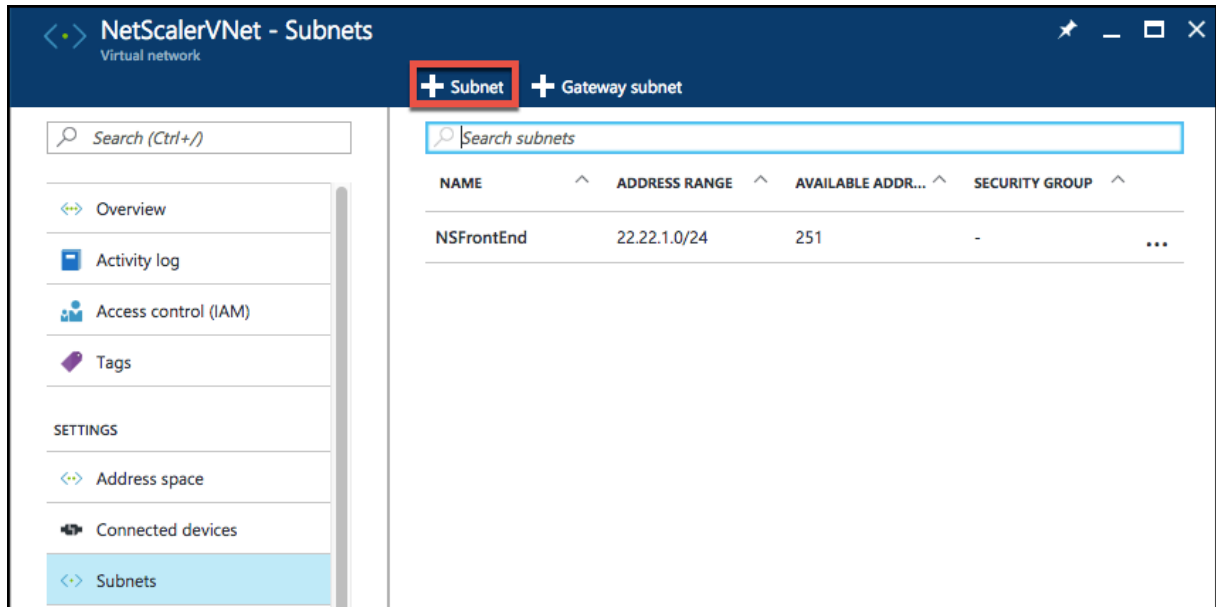 NetScalerVNet - Subnets
Virtual network
Subnet
Gateway subnet
Search (Ctrl+/)
Overview
Activity log
Access control (IAM)
Tags
SETTINGS
Address space
Connected devices
Subnets
Search subnets
NAME ADDRESS RANGE AVAILABLE ADDR... SECURITY GROUP
NSFrontEnd 22.22.1.0/24 251 - ...